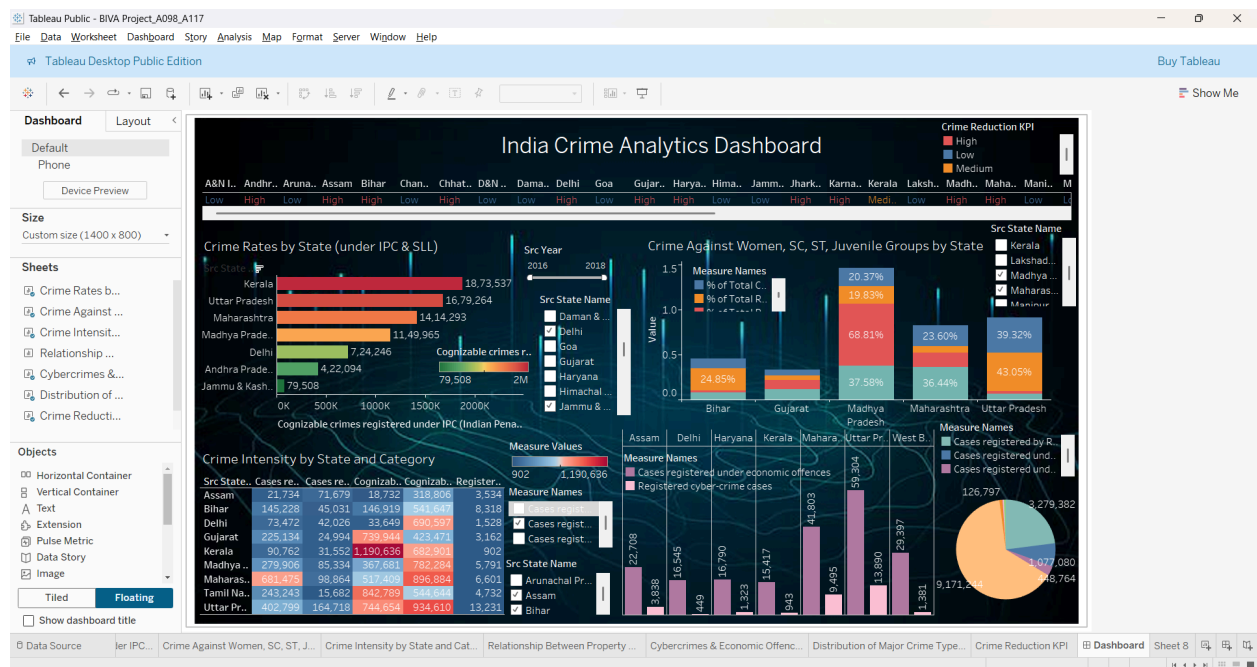 Tableau Public - BIVA Project_A098_A117
File Data Worksheet Dashboard Story Analysis Map Format Server Window Help
Tableau Desktop Public Edition
Buy Tableau
Show Me
Dashboard
Layout
Default
Phone
Device Preview
Size
Custom size (1400 x 800)
Sheets
Crime Rates b...
Crime Against ...
Crime Intensit...
Relationship ...
Cybercrimes &...
Distribution of ...
Crime Reducti...
Objects
Horizontal Container
Vertical Container
Text
Extension
Pulse Metric
Data Story
Image
Tiled
Floating
Show dashboard title
India Crime Analytics Dashboard
Crime Reduction KPI
High
Low
Medium
A&N I.. Andhr.. Aruna.. Assam Bihar Chan.. Chhat.. D&N .. Dama.. Delhi Goa Gujar.. Harya.. Hima.. Jamm.. Jhark.. Karna.. Kerala Laksh.. Madh.. Maha.. Mani.. M
Low High Low High High Low High Low Low High Low High High Low Low High High Medi.. Low High High Low Lo
Crime Rates by State (under IPC & SLL)
Src State..
Kerala 18,73,537
Uttar Pradesh 16,79,264
Maharashtra 14,14,293
Madhya Prade.. 11,49,965
Delhi 7,24,246
Andhra Prade.. 4,22,094
Jammu & Kash.. 79,508
0K 500K 1000K 1500K 2000K
Cognizable crimes registered under IPC (Indian Pena..
Cognizable crimes r..
79,508 2M
Src Year
2016 2018
Src State Name
Daman & ...
Delhi
Goa
Gujarat
Haryana
Himachal ...
Jammu & ...
Crime Against Women, SC, ST, Juvenile Groups by State
Src State Name
Kerala
Lakshad...
Madhya ...
Maharas...
Manipur
Measure Names
% of Total C..
% of Total R..
% of Total R
Value
1.5
1.0
0.5
0.0
24.85%
20.37%
19.83%
68.81%
37.58%
23.60%
36.44%
39.32%
43.05%
Bihar Gujarat Madhya Pradesh Maharashtra Uttar Pradesh
Crime Intensity by State and Category
Src State.. Cases re.. Cases re.. Cognizab.. Cognizab.. Register..
Assam 21,734 71,679 18,732 318,806 3,534
Bihar 145,228 45,031 146,919 541,647 8,318
Delhi 73,472 42,026 33,649 690,597 1,528
Gujarat 225,134 24,994 739,944 423,471 3,162
Kerala 90,762 31,552 1,190,636 682,901 902
Madhya .. 279,906 85,334 367,681 782,284 5,791
Maharas.. 681,475 98,864 517,409 896,884 6,601
Tamil Na.. 243,243 15,682 842,789 544,644 4,732
Uttar Pr.. 402,799 164,718 744,654 934,610 13,231
Measure Values
902 1,190,636
Measure Names
Cases regist...
Cases regist...
Cases regist...
Src State Name
Arunachal Pr...
Assam
Bihar
Assam Delhi Haryana Kerala Mahara.. Uttar Pr.. West B..
Measure Names
Cases registered under economic offences
Registered cyber-crime cases
22,708
3,838
16,545
449
16,790
1,323
15,417
943
41,803
9,495
59,304
13,890
29,397
1,381
Measure Names
Cases registered by R...
Cases registered und...
Cases registered und...
126,797
3,279,382
1,077,080
448,764
9,171,244
Data Source
der IPC...
Crime Against Women, SC, ST, J...
Crime Intensity by State and Cat...
Relationship Between Property ...
Cybercrimes & Economic Offenc...
Distribution of Major Crime Type...
Crime Reduction KPI
Dashboard
Sheet 8